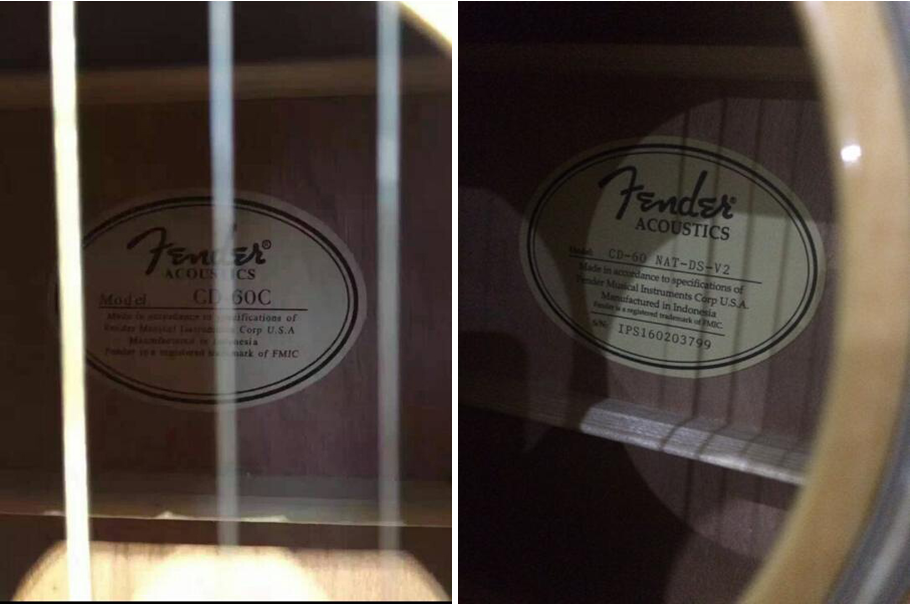 Fender®
ACOUSTICS
Model CD-60C
Made in accordance to specifications of
Fender Musical Instruments Corp U.S.A
Manufacture in Indonesia
Fender is a registered trademark of FMIC
Fender®
ACOUSTICS
Model: CD-60 NAT-DS-V2
Made in accordance to specifications of
Fender Musical Instruments Corp U.S.A.
Manufactured in Indonesia
Fender is a registered trademark of FMIC.
S/N: IPS160203799